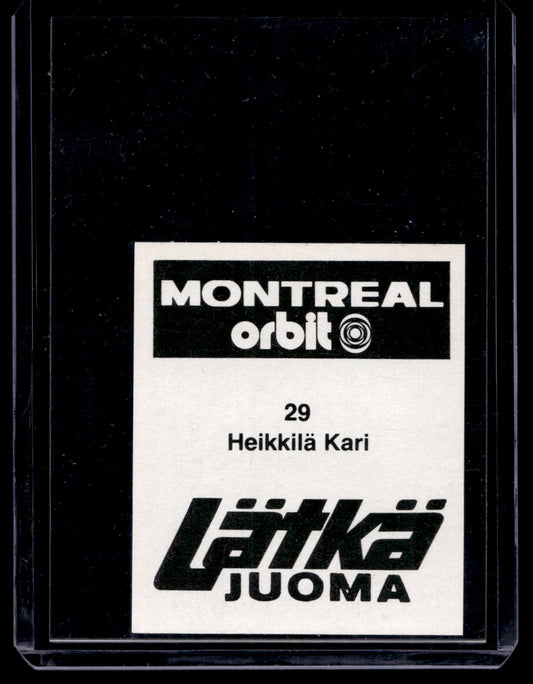 MONTREAL
orbit
29
Heikkilä Kari
Lätkä
JUOMA